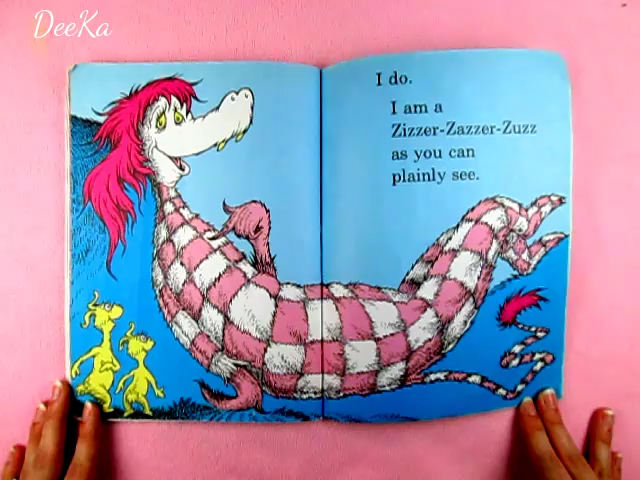 DeeKa
I do.
I am a
Zizzer-Zazzer-Zuzz
as you can
plainly see.